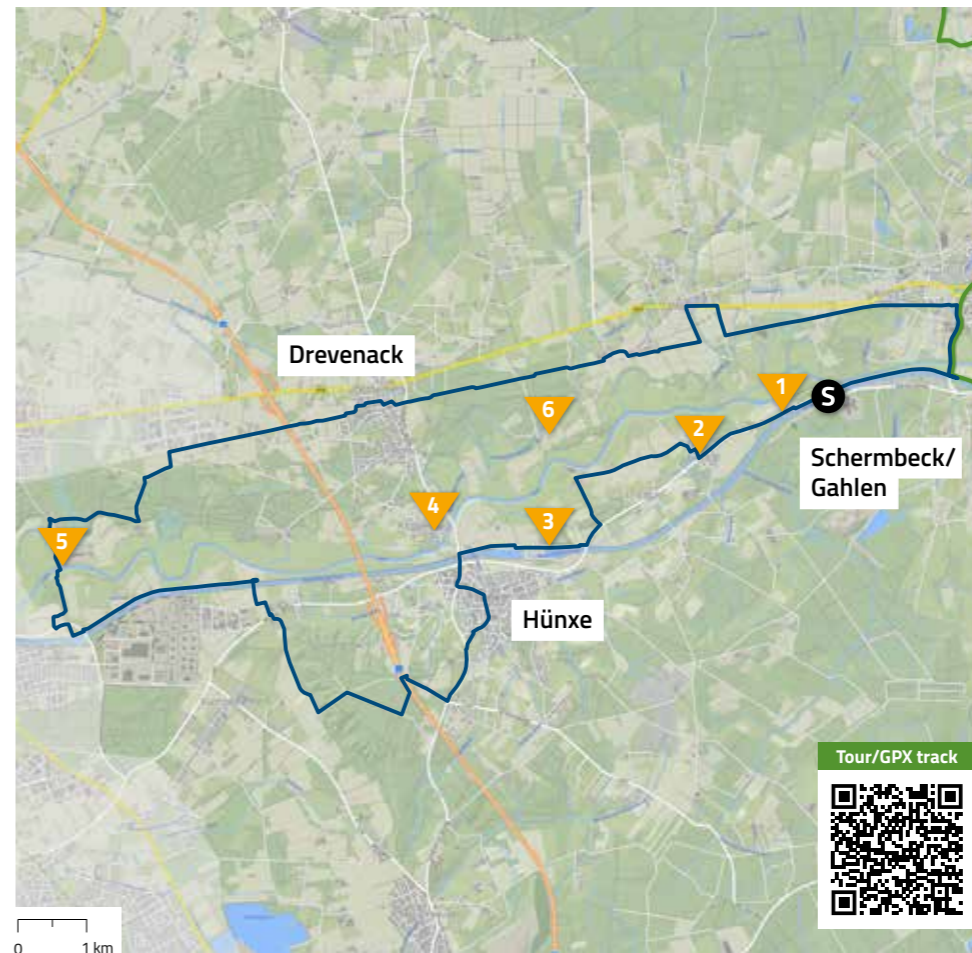 Drevenack
1
S
6
2
Schermbeck/
Gahlen
4
3
5
Hünxe
Tour/GPX track
0 1 km